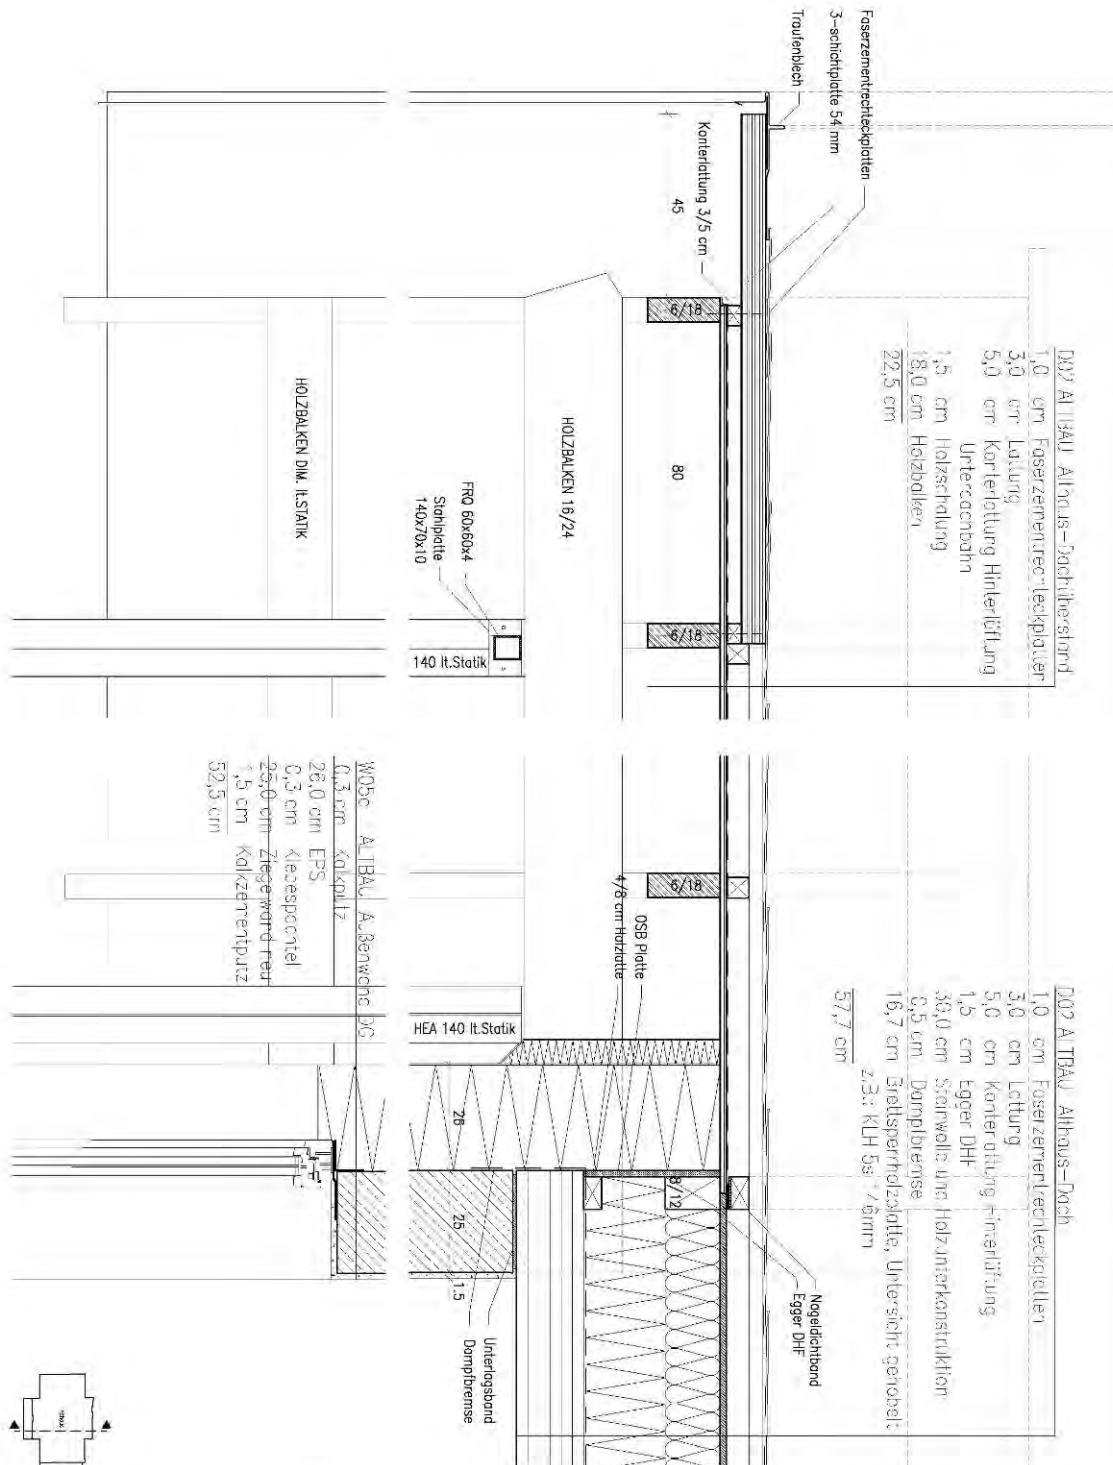 Faserzementrechteckplatten
3-schichtplatte 54 mm
Traufenblech
Konterlattung 3/5 cm
45
80
6/18
6/18
D02 ALTBAU Althaus-Dachüberstand
1,0 cm Faserzementrechteckplatten
3,0 cm Lattung
5,0 cm Konterlattung Hinterlüftung
Unterdachbahn
1,5 cm Holzschalung
18,0 cm Holzbalken
22,5 cm
HOLZBALKEN 16/24
HOLZBALKEN DIM. lt.STATIK
FRQ 60x60x4
Stahlplatte
140x70x10
140 lt.Statik
D02 ALTBAU Althaus-Dach
1,0 cm Faserzementrechteckplatten
3,0 cm Lattung
5,0 cm Konterlattung Hinterlüftung
1,5 cm Egger DHF
30,0 cm Steinwolle und Holzunterkonstruktion
0,5 cm Dampfbremse
16,7 cm Brettsperrholzplatte, Untersicht gehobelt
57,7 cm
6/18
OSB Platte
4/8 cm Holzlatte
8/12
Nageldichtband
Egger DHF
W05c ALTBAU Außenwand DG
0,3 cm Kalkputz
26,0 cm EPS
0,3 cm Klebespachtel
25,0 cm Ziegelwand neu
1,5 cm Kalkzementputz
52,5 cm
HEA 140 lt.Statik
26
25
1.5
Unterlagsband
Dampfbremse